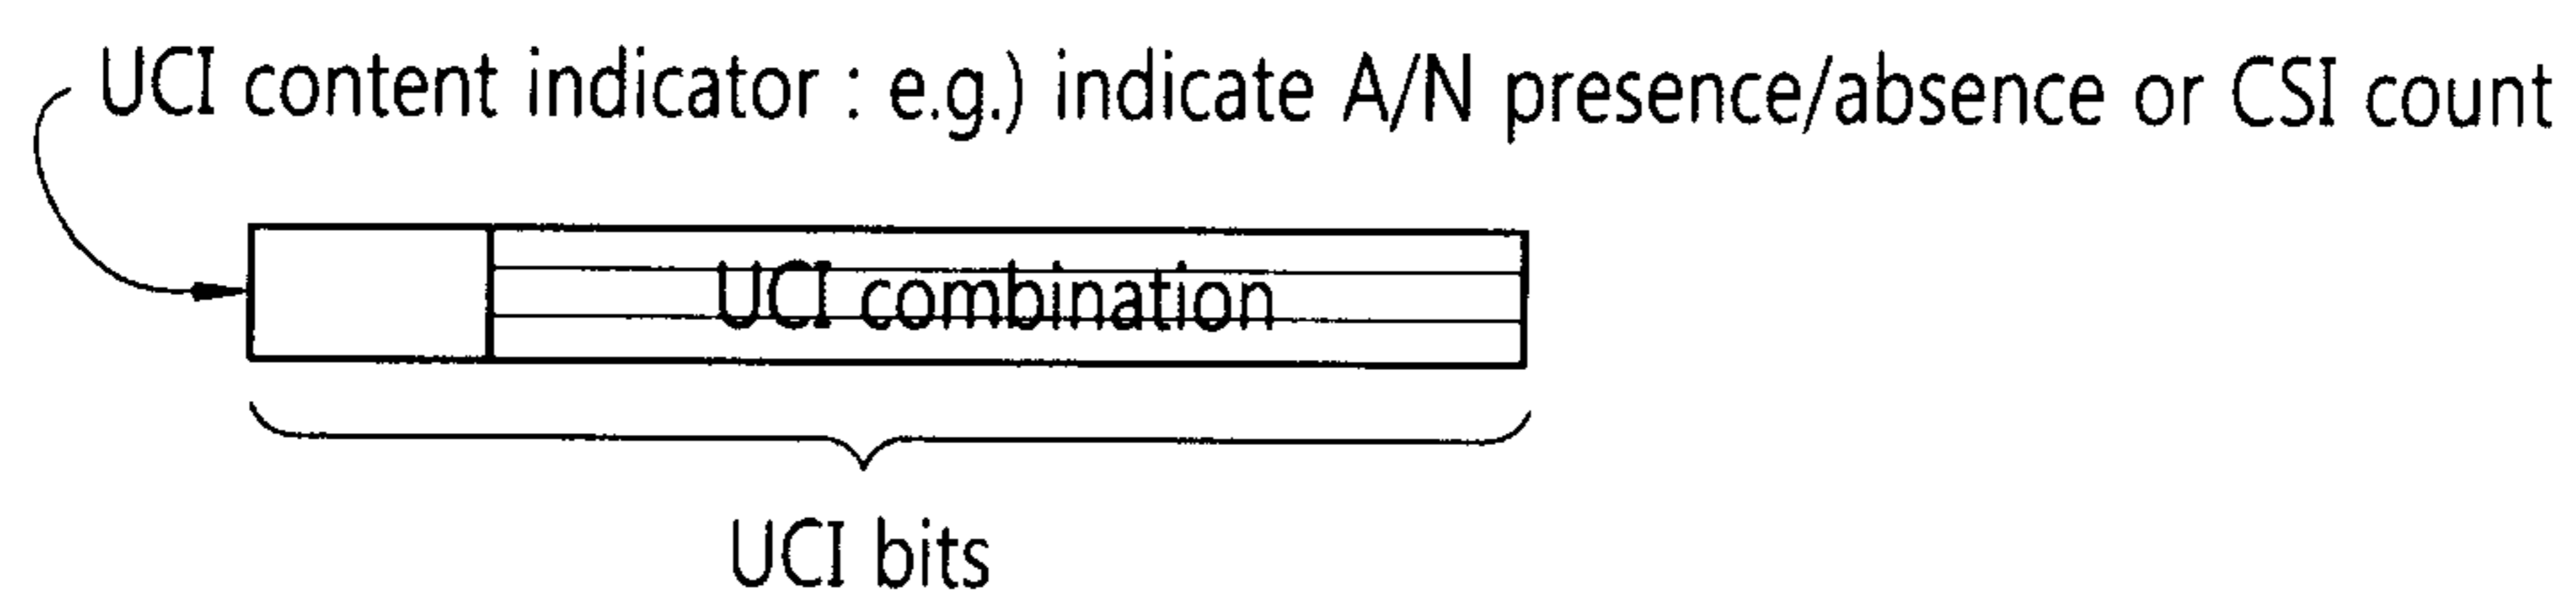 UCI content indicator : e.g.) indicate A/N presence/absence or CSI count
UCI combination
UCI bits